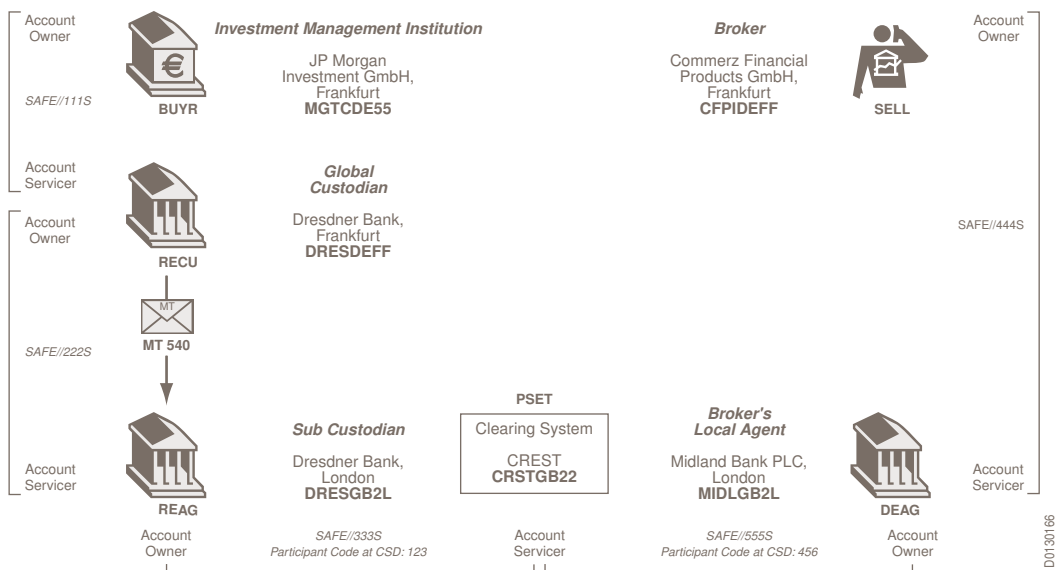 Account
Owner
Investment Management Institution
Broker
Account
Owner
JP Morgan
Investment GmbH,
Frankfurt
MGTCDE55
Commerz Financial
Products GmbH,
Frankfurt
CFPIDEFF
€
SAFE//111S
BUYR
SELL
Account
Servicer
Global
Custodian
Account
Owner
Dresdner Bank,
Frankfurt
DRESDEFF
SAFE//444S
RECU
MT
MT 540
SAFE//222S
PSET
Sub Custodian
Clearing System
Broker's
Local Agent
Dresdner Bank,
London
DRESGB2L
CREST
CRSTGB22
Midland Bank PLC,
London
MIDLGB2L
Account
Servicer
Account
Servicer
REAG
DEAG
Account
Owner
SAFE//333S
Participant Code at CSD: 123
Account
Servicer
SAFE//555S
Participant Code at CSD: 456
Account
Owner
D0130166